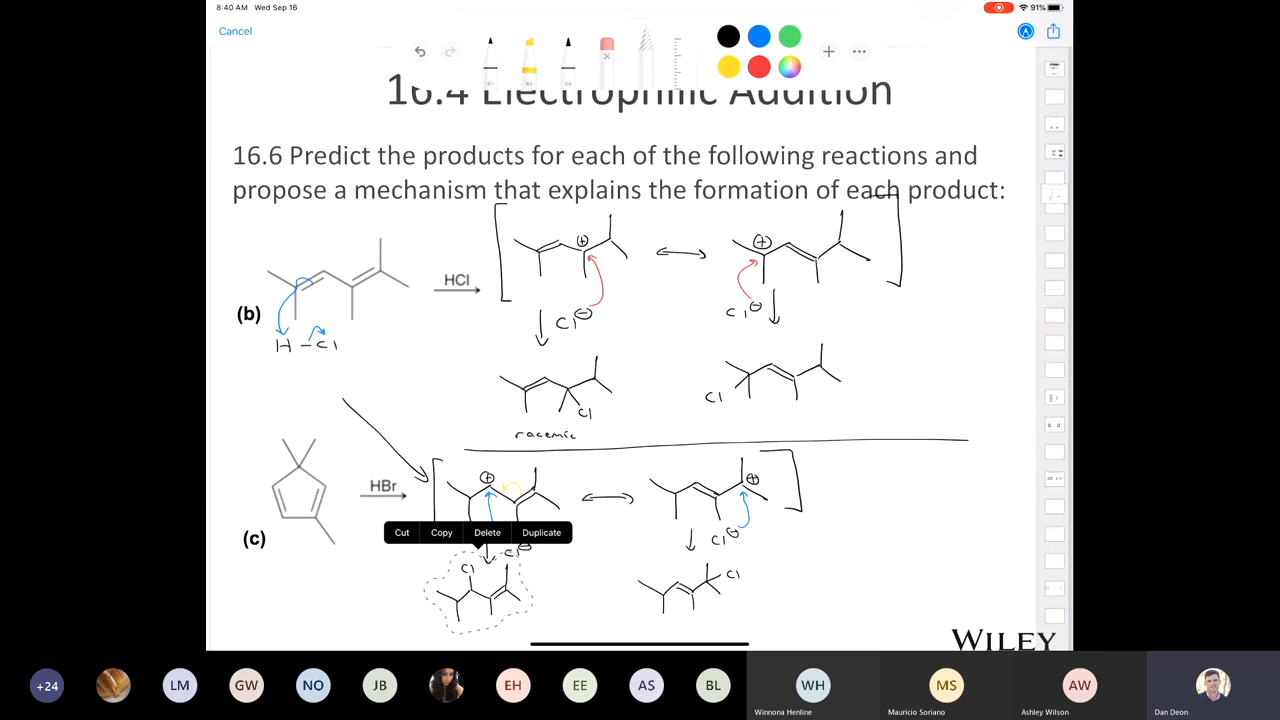 8:40 AM Wed Sep 16
91%
Cancel
16.4 Electrophilic Addition
16.6 Predict the products for each of the following reactions and
propose a mechanism that explains the formation of each product:
(b)
HCl
H - Cl
⊕
⊕
Cl⊖
Cl⊖
Cl
Cl
racemic
(c)
HBr
⊕
⊕
Cut Copy Delete Duplicate
Cl⊖
Cl⊖
Cl
Cl
WILEY
+24 LM GW NO JB EH EE AS BL WH MS AW
Winnona Henline Mauricio Soriano Ashley Wilson Dan Deon